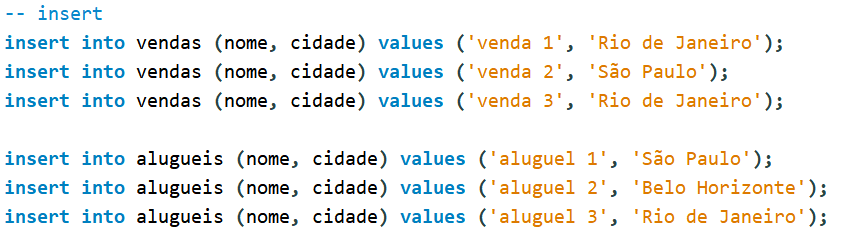 -- insert
insert into vendas (nome, cidade) values ('venda 1', 'Rio de Janeiro');
insert into vendas (nome, cidade) values ('venda 2', 'São Paulo');
insert into vendas (nome, cidade) values ('venda 3', 'Rio de Janeiro');
insert into alugueis (nome, cidade) values ('aluguel 1', 'São Paulo');
insert into alugueis (nome, cidade) values ('aluguel 2', 'Belo Horizonte');
insert into alugueis (nome, cidade) values ('aluguel 3', 'Rio de Janeiro');